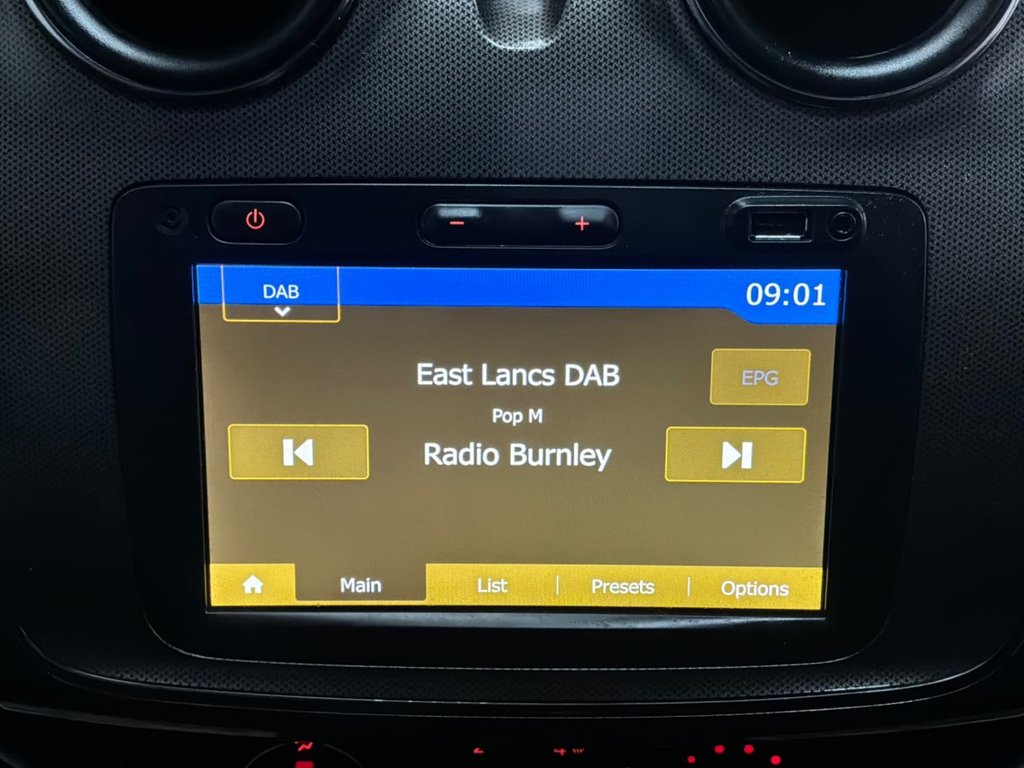 DAB
09:01
East Lancs DAB
EPG
Pop M
Radio Burnley
Main
List
Presets
Options